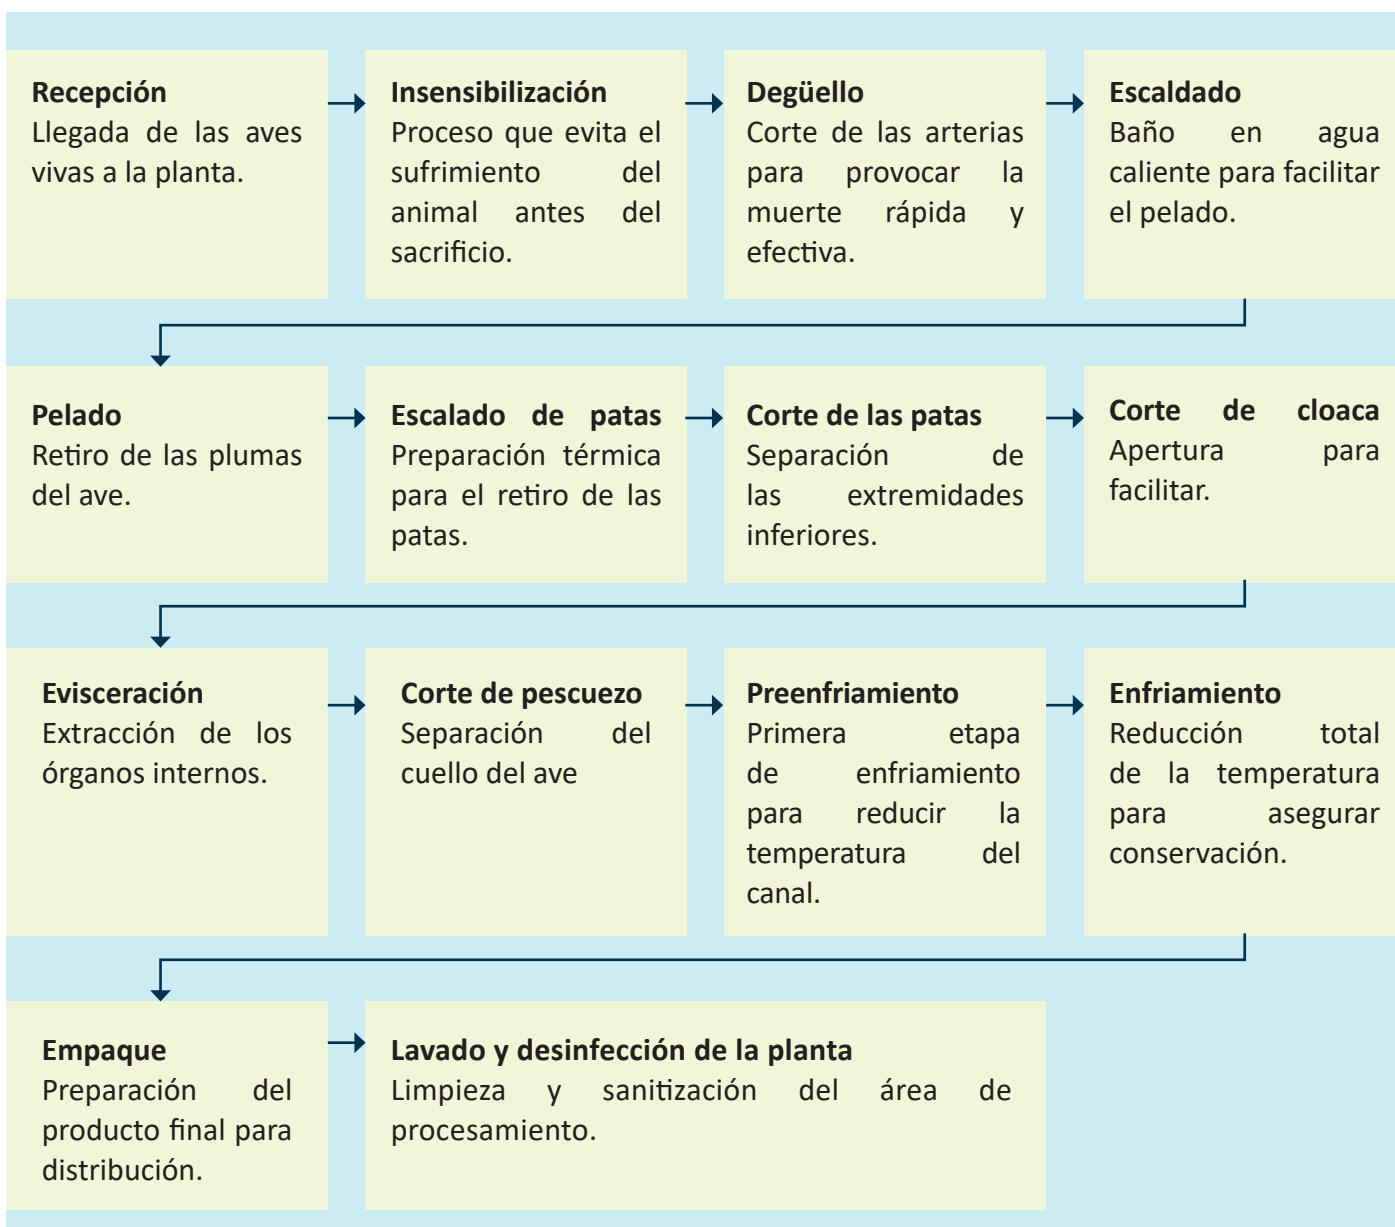 Recepción
Llegada de las aves
vivas a la planta.
Insensibilización
Proceso que evita el
sufrimiento del
animal antes del
sacrificio.
Degüello
Corte de las arterias
para provocar la
muerte rápida y
efectiva.
Escaldado
Baño en agua
caliente para facilitar
el pelado.
Pelado
Retiro de las plumas
del ave.
Escalado de patas
Preparación térmica
para el retiro de las
patas.
Corte de las patas
Separación de
las extremidades
inferiores.
Corte de cloaca
Apertura para
facilitar.
Evisceración
Extracción de los
órganos internos.
Corte de pescuezo
Separación del
cuello del ave
Preenfriamiento
Primera etapa
de enfriamiento
para reducir la
temperatura del
canal.
Enfriamiento
Reducción total
de la temperatura
para asegurar
conservación.
Empaque
Preparación del
producto final para
distribución.
Lavado y desinfección de la planta
Limpieza y sanitización del área de
procesamiento.